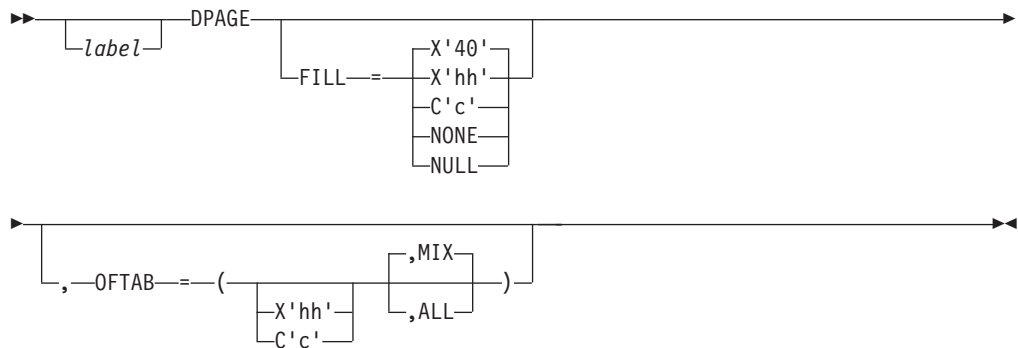 DPAGE
label
X'40'
FILL = X'hh'
C'c'
NONE
NULL
,MIX
, OFTAB = ( )
X'hh' ,ALL
C'c'